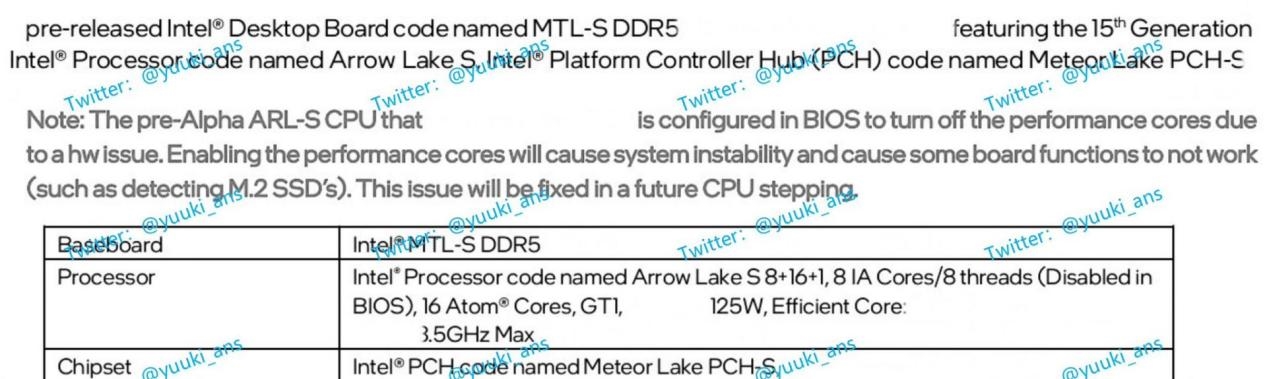 pre-released Intel® Desktop Board code named MTL-S DDR5 featuring the 15th Generation
Intel® Processor code named Arrow Lake S, Intel® Platform Controller Hub (PCH) code named Meteor Lake PCH-S
Twitter: @yuuki_ans Twitter: @yuuki_ans Twitter: @yuuki_ans Twitter: @yuuki_ans
Note: The pre-Alpha ARL-S CPU that is configured in BIOS to turn off the performance cores due
to a hw issue. Enabling the performance cores will cause system instability and cause some board functions to not work
(such as detecting M.2 SSD's). This issue will be fixed in a future CPU stepping.
Twitter: @yuuki_ans Twitter: @yuuki_ans Twitter: @yuuki_ans Twitter: @yuuki_ans
Baseboard Intel® MTL-S DDR5
Processor Intel® Processor code named Arrow Lake S 8+16+1, 8 IA Cores/8 threads (Disabled in
BIOS), 16 Atom® Cores, GT1, 125W, Efficient Core:
3.5GHz Max
Chipset Intel® PCH code named Meteor Lake PCH-S
@yuuki_ans @yuuki_ans @yuuki_ans @yuuki_ans